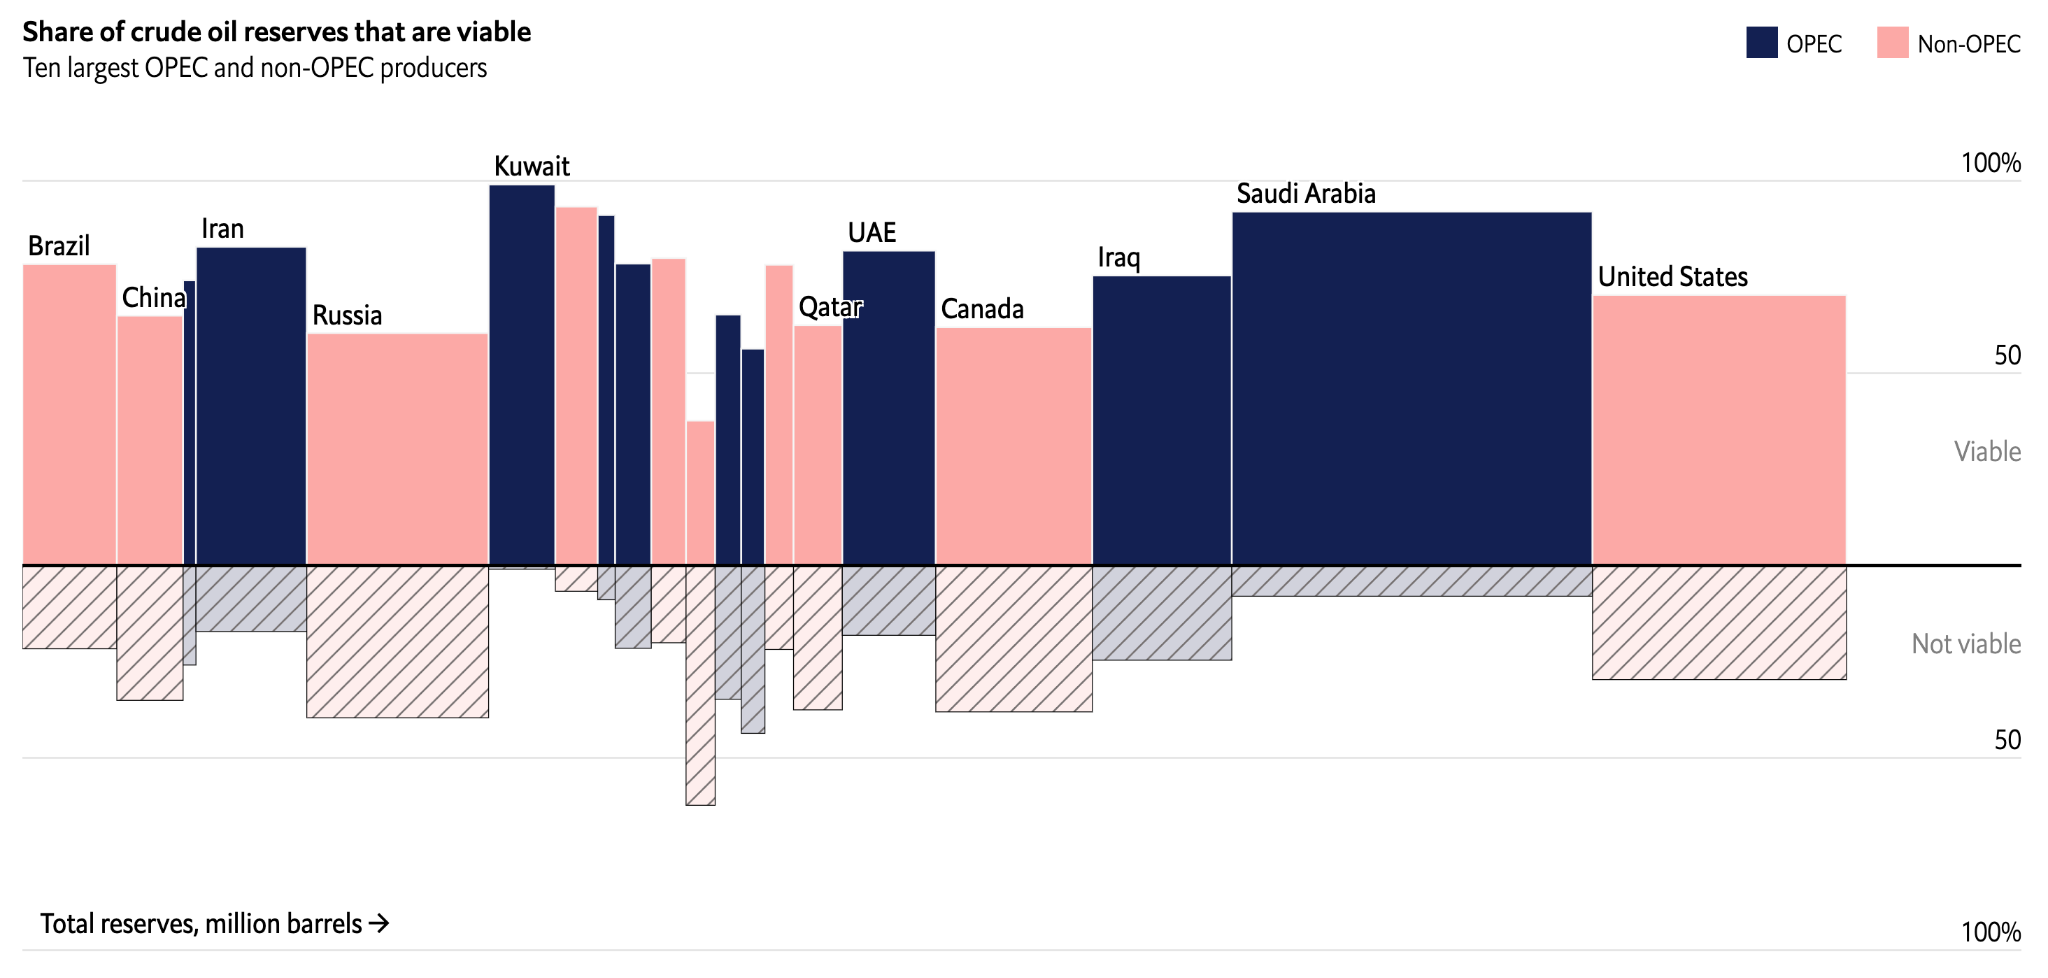 Share of crude oil reserves that are viable
Ten largest OPEC and non-OPEC producers
OPEC
Non-OPEC
100%
Kuwait
Saudi Arabia
Iran
UAE
Brazil
Iraq
United States
China
Qatar
Canada
Russia
50
Viable
Not viable
50
Total reserves, million barrels →
100%